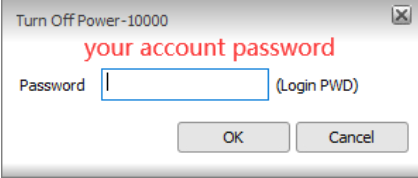 Turn Off Power-10000
your account password
Password (Login PWD)
OK Cancel